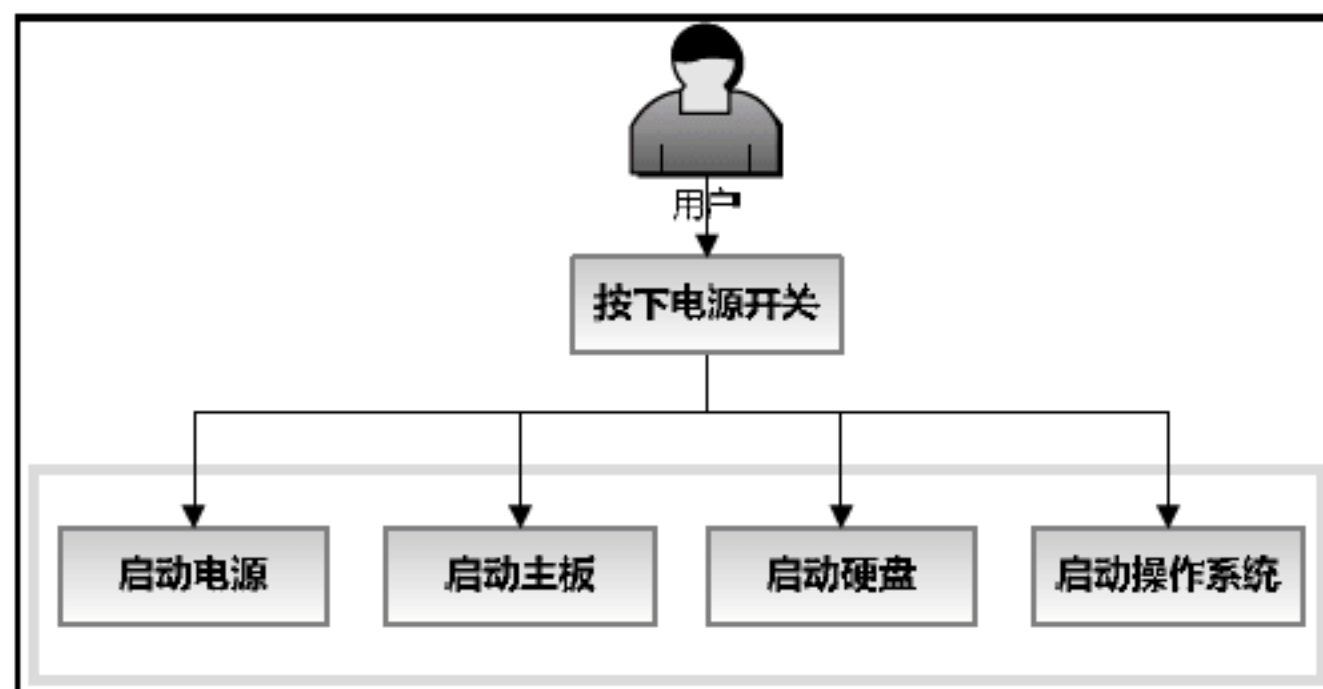 用户
按下电源开关
启动电源
启动主板
启动硬盘
启动操作系统